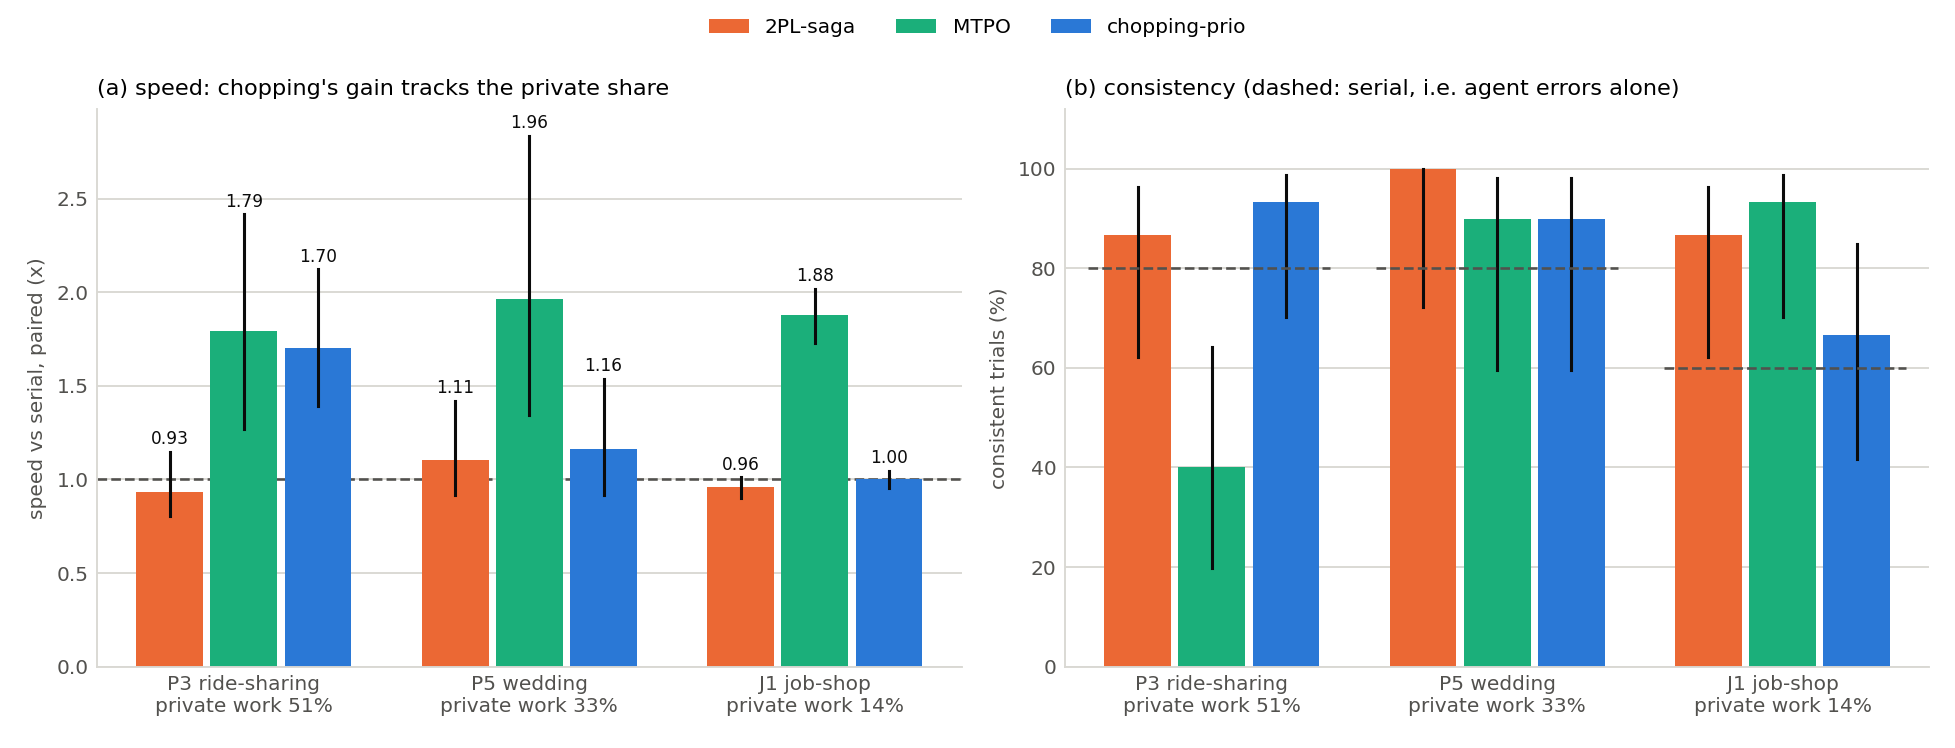 2PL-saga MTPO chopping-prio
(a) speed: chopping's gain tracks the private share
speed vs serial, paired (x)
2.5
2.0
1.5
1.0
0.5
0.0
0.93
1.79
1.70
1.11
1.96
1.16
0.96
1.88
1.00
P3 ride-sharing
private work 51%
P5 wedding
private work 33%
J1 job-shop
private work 14%
(b) consistency (dashed: serial, i.e. agent errors alone)
consistent trials (%)
100
80
60
40
20
0
P3 ride-sharing
private work 51%
P5 wedding
private work 33%
J1 job-shop
private work 14%